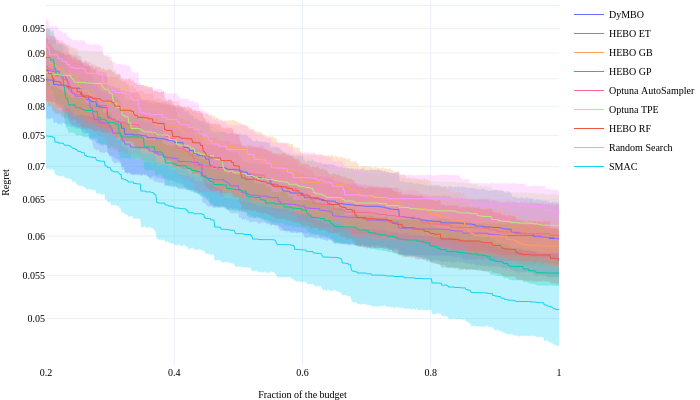 DyMBO
HEBO ET
HEBO GB
HEBO GP
Optuna AutoSampler
Optuna TPE
HEBO RF
Random Search
SMAC
0.095
0.09
0.085
0.08
0.075
0.07
0.065
0.06
0.055
0.05
Regret
0.2 0.4 0.6 0.8 1
Fraction of the budget